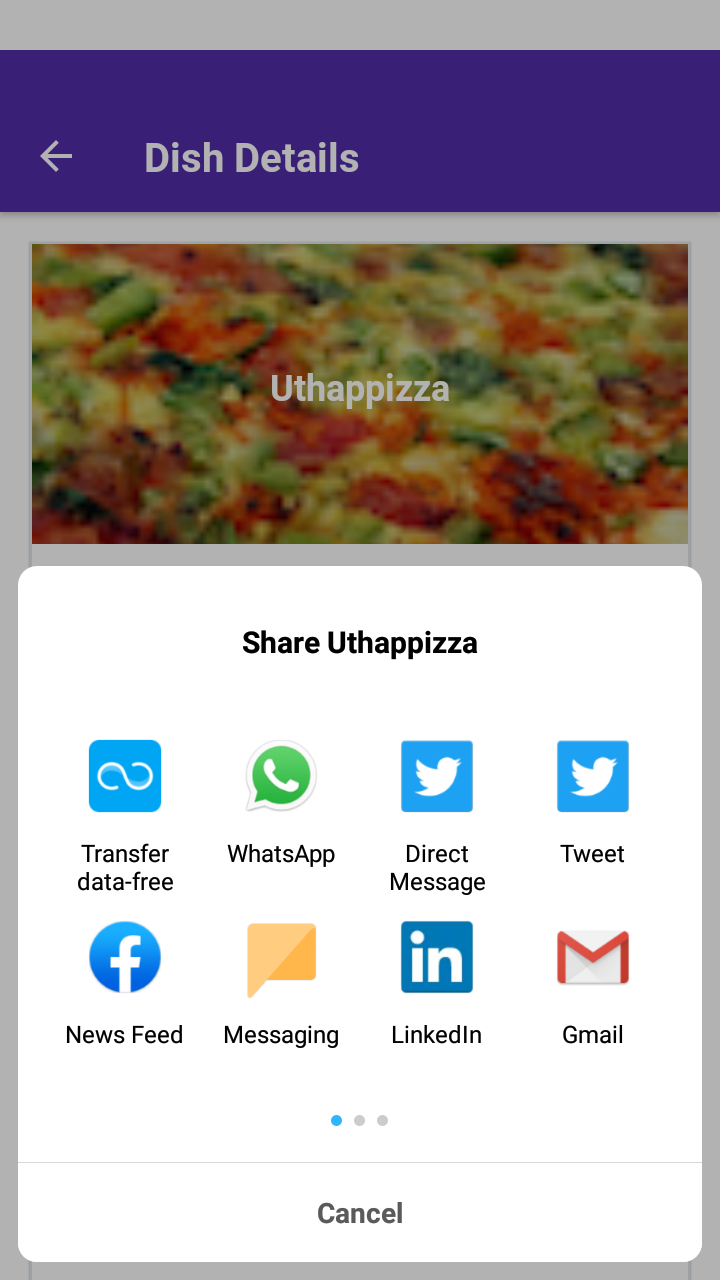 Dish Details
Uthappizza
Share Uthappizza
Transfer
data-free
WhatsApp
Direct
Message
Tweet
News Feed
Messaging
LinkedIn
Gmail
Cancel